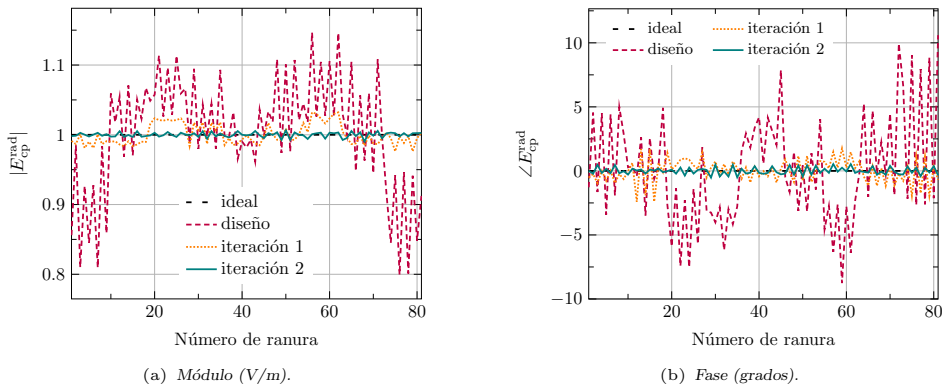 1.1
1
0.9
0.8
|E_cp^rad|
ideal
diseño
iteración 1
iteración 2
20 40 60 80
Número de ranura
(a) Módulo (V/m).
10
5
0
−5
−10
∠E_cp^rad
ideal iteración 1
diseño iteración 2
20 40 60 80
Número de ranura
(b) Fase (grados).